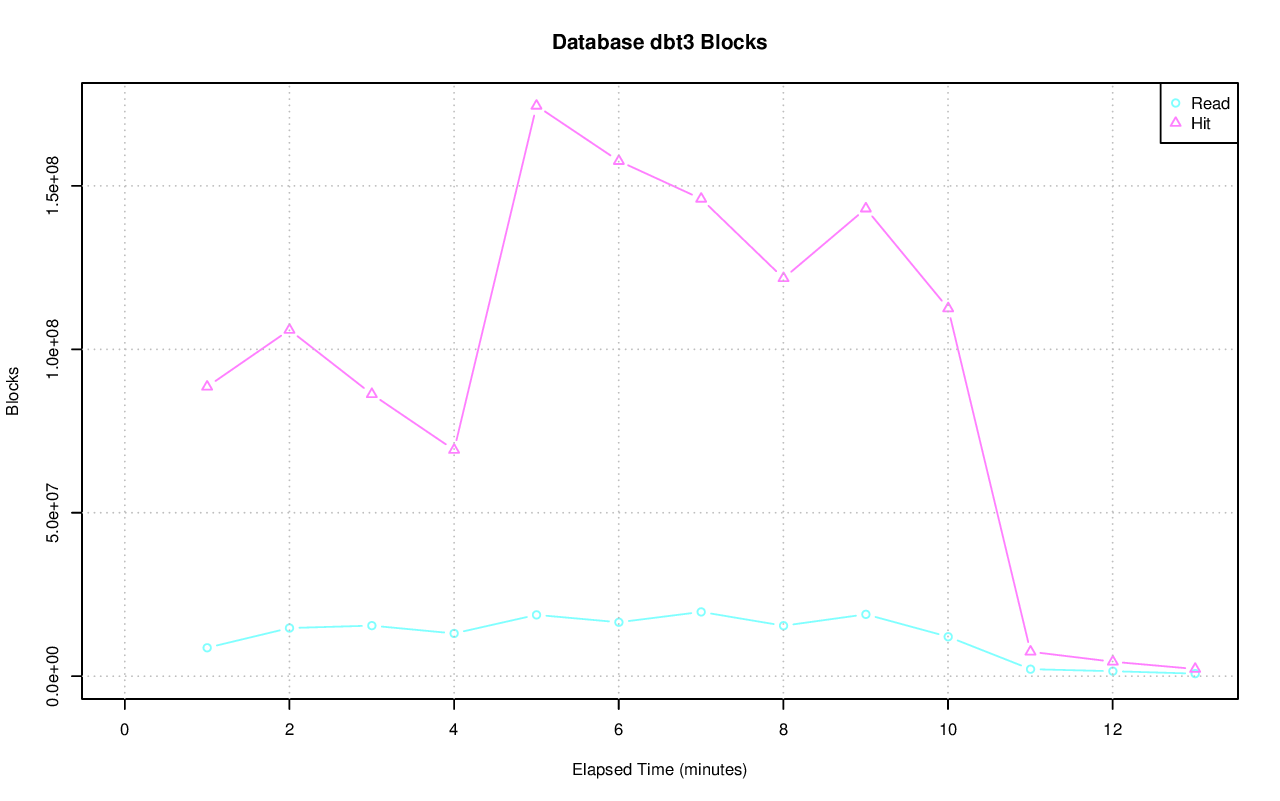 Database dbt3 Blocks
Read
Hit
Blocks
1.5e+08
1.0e+08
5.0e+07
0.0e+00
0 2 4 6 8 10 12
Elapsed Time (minutes)